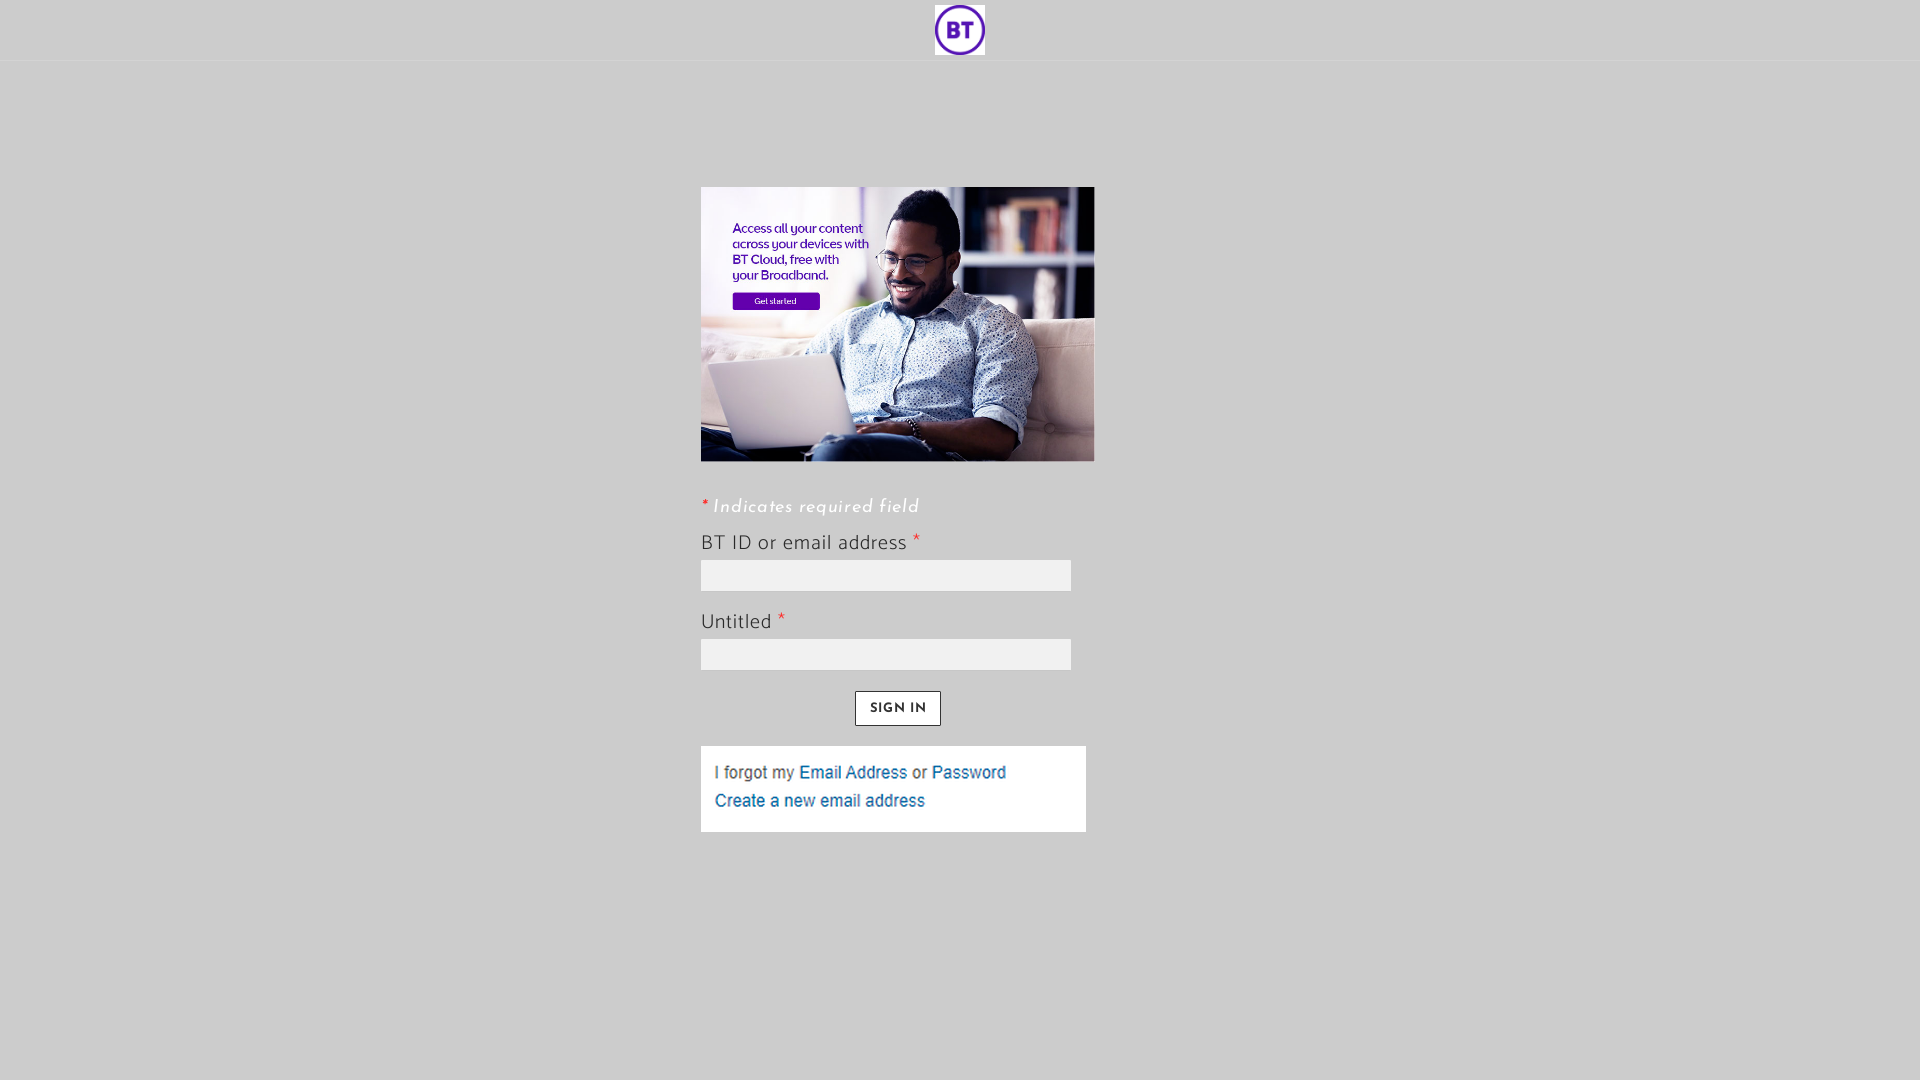 BT
Access all your content
across your devices with
BT Cloud, free with
your Broadband.
Get started
* Indicates required field
BT ID or email address *
Untitled *
SIGN IN
I forgot my Email Address or Password
Create a new email address